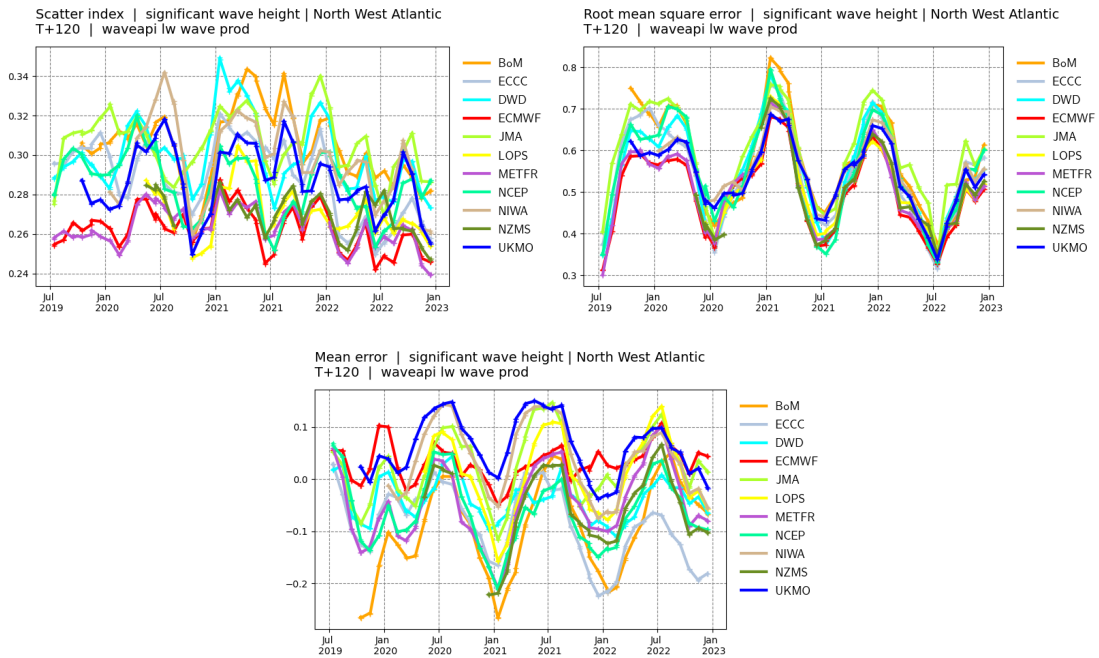 Scatter index | significant wave height | North West Atlantic
T+120 | waveapi lw wave prod
0.34
0.32
0.30
0.28
0.26
0.24
Jul
2019
Jan
2020
Jul
2020
Jan
2021
Jul
2021
Jan
2022
Jul
2022
Jan
2023
BoM
ECCC
DWD
ECMWF
JMA
LOPS
METFR
NCEP
NIWA
NZMS
UKMO
Root mean square error | significant wave height | North West Atlantic
T+120 | waveapi lw wave prod
0.8
0.7
0.6
0.5
0.4
0.3
Jul
2019
Jan
2020
Jul
2020
Jan
2021
Jul
2021
Jan
2022
Jul
2022
Jan
2023
BoM
ECCC
DWD
ECMWF
JMA
LOPS
METFR
NCEP
NIWA
NZMS
UKMO
Mean error | significant wave height | North West Atlantic
T+120 | waveapi lw wave prod
0.1
0.0
−0.1
−0.2
Jul
2019
Jan
2020
Jul
2020
Jan
2021
Jul
2021
Jan
2022
Jul
2022
Jan
2023
BoM
ECCC
DWD
ECMWF
JMA
LOPS
METFR
NCEP
NIWA
NZMS
UKMO